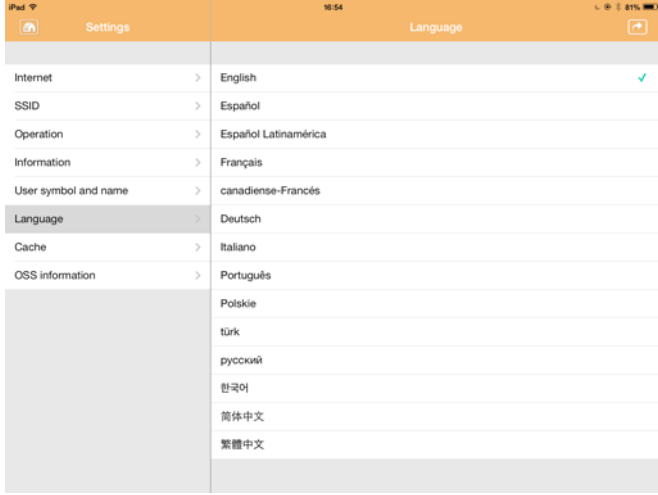 iPad 16:54 81%
Settings
Language
Internet
SSID
Operation
Information
User symbol and name
Language
Cache
OSS information
English
Español
Español Latinamérica
Français
canadiense-Francés
Deutsch
Italiano
Português
Polskie
türk
русский
한국어
简体中文
繁體中文